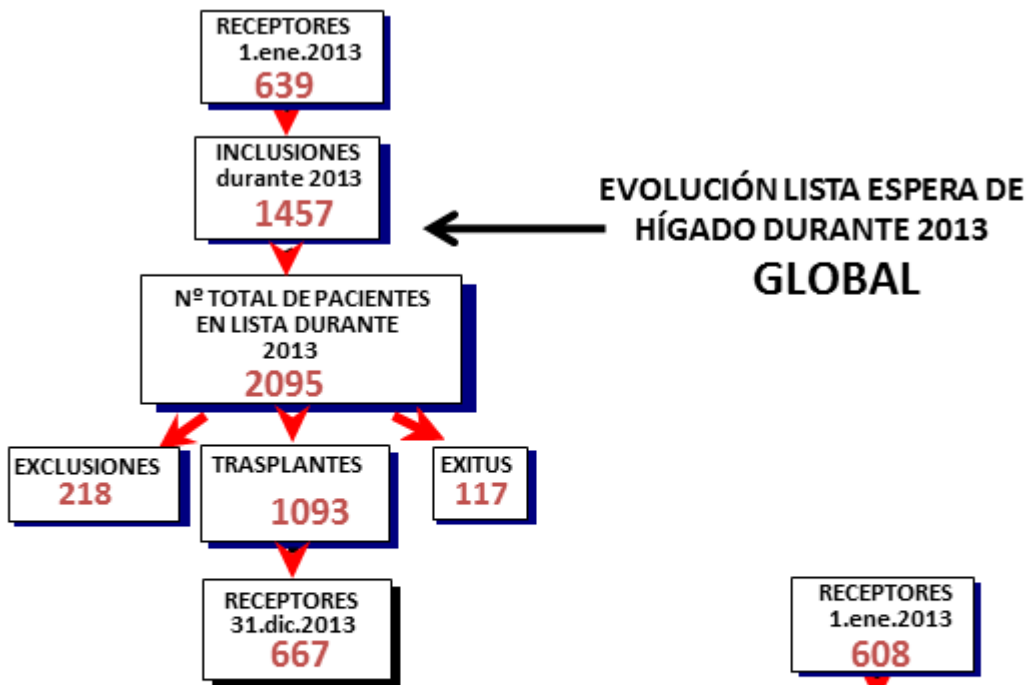 RECEPTORES
1.ene.2013
639
INCLUSIONES
durante 2013
1457
EVOLUCIÓN LISTA ESPERA DE
HÍGADO DURANTE 2013
GLOBAL
Nº TOTAL DE PACIENTES
EN LISTA DURANTE
2013
2095
EXCLUSIONES
218
TRASPLANTES
1093
EXITUS
117
RECEPTORES
31.dic.2013
667
RECEPTORES
1.ene.2013
608